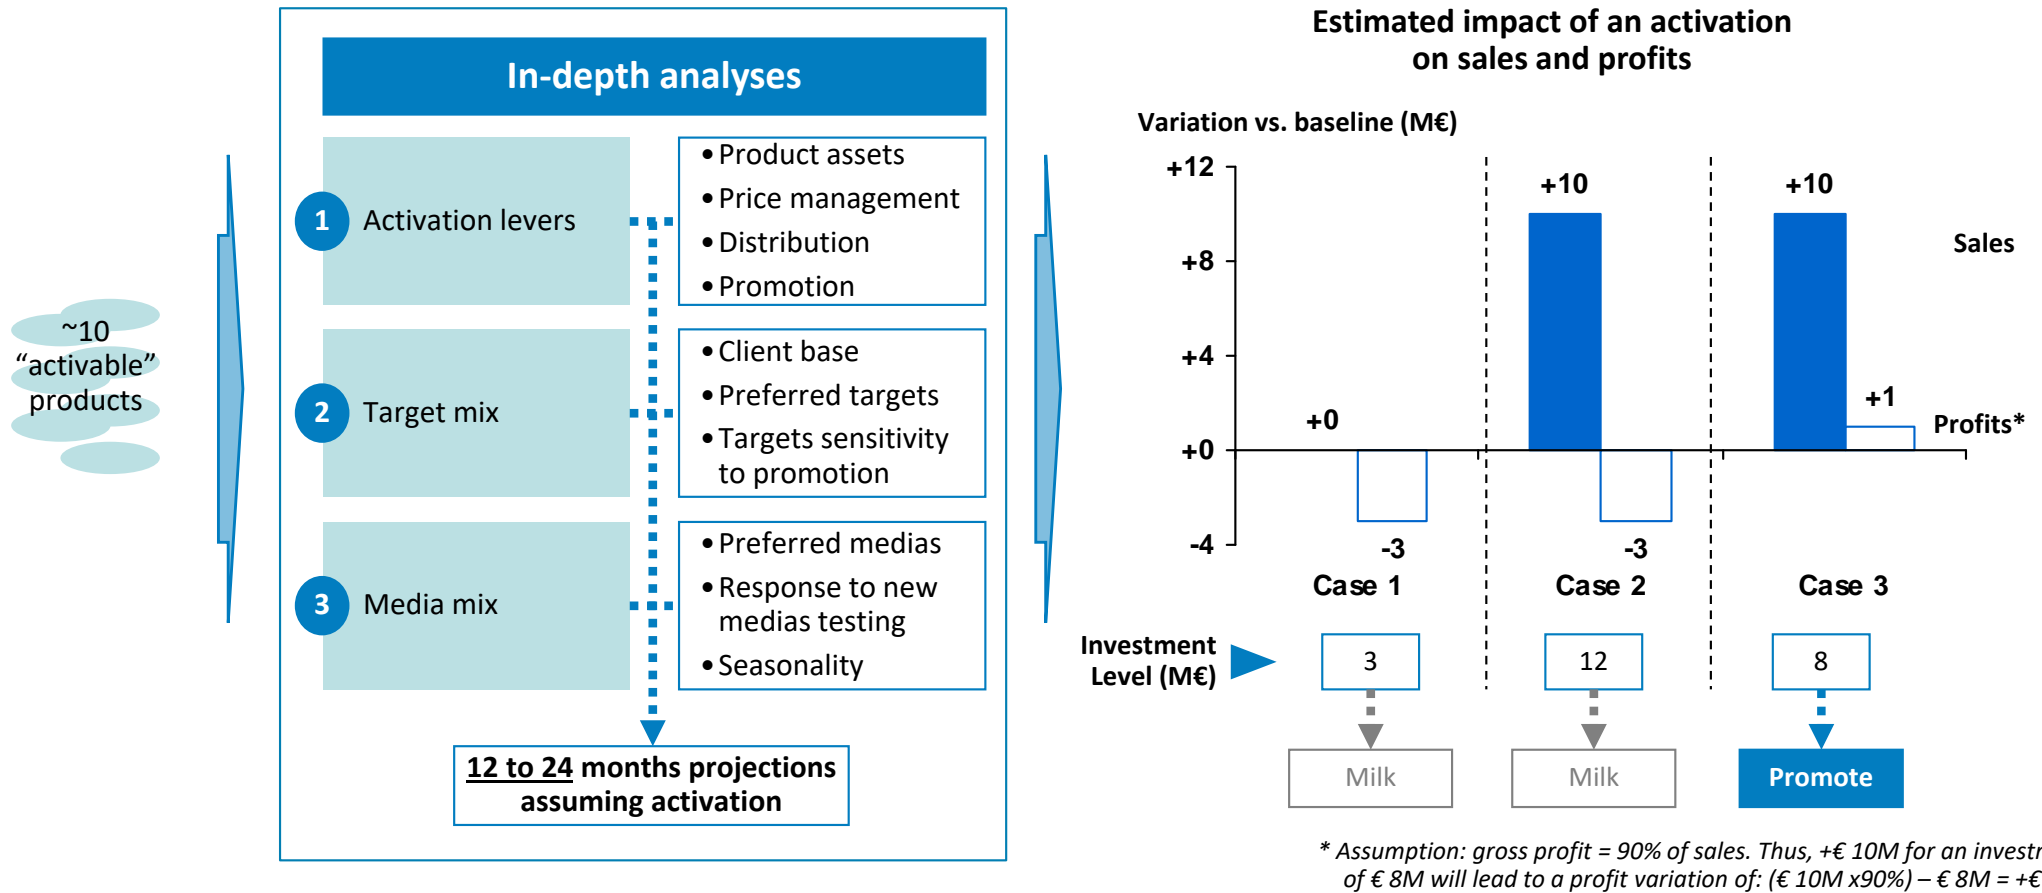 ~10
“activable”
products
In-depth analyses
1
Activation levers
• Product assets
• Price management
• Distribution
• Promotion
2
Target mix
• Client base
• Preferred targets
• Targets sensitivity
to promotion
3
Media mix
• Preferred medias
• Response to new
medias testing
• Seasonality
12 to 24 months projections
assuming activation
Estimated impact of an activation
on sales and profits
Variation vs. baseline (M€)
+12
+8
+4
+0
-4
+0
-3
+10
-3
+10
+1
Sales
Profits*
Case 1
Case 2
Case 3
Investment
Level (M€)
3
12
8
Milk
Milk
Promote
* Assumption: gross profit = 90% of sales. Thus, +€ 10M for an
of € 8M will lead to a profit variation of: (€ 10M x90%) – € 8M = +€